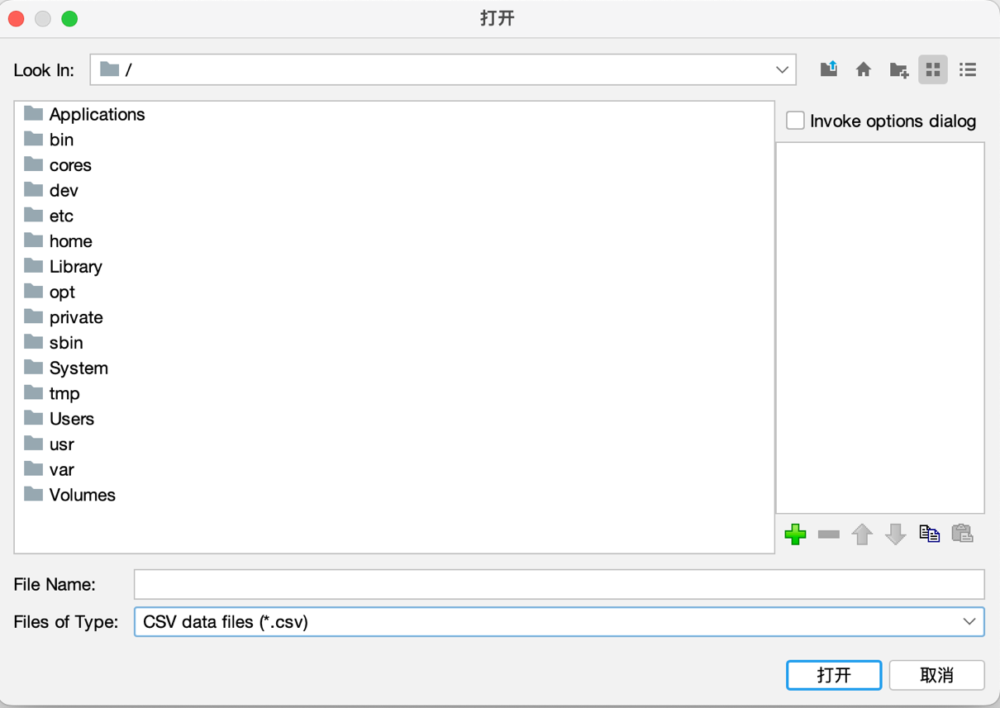 打开
Look In: /
Invoke options dialog
Applications
bin
cores
dev
etc
home
Library
opt
private
sbin
System
tmp
Users
usr
var
Volumes
File Name:
Files of Type: CSV data files (*.csv)
打开 取消